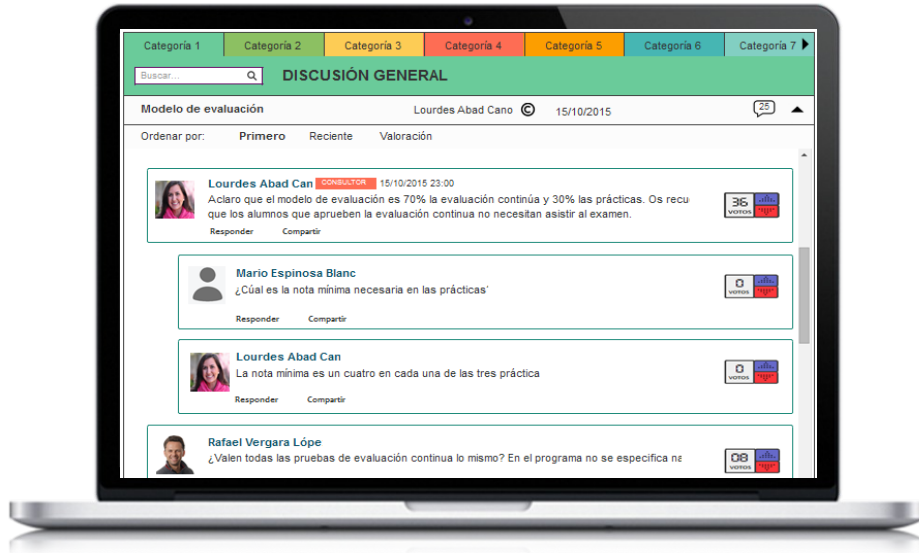 Categoría 1 Categoría 2 Categoría 3 Categoría 4 Categoría 5 Categoría 6 Categoría 7
Buscar... DISCUSIÓN GENERAL
Modelo de evaluación Lourdes Abad Cano © 15/10/2015 25
Ordenar por: Primero Reciente Valoración
Lourdes Abad Can CONSULTOR 15/10/2015 23:00
Aclaro que el modelo de evaluación es 70% la evaluación continúa y 30% las prácticas. Os recu
que los alumnos que aprueben la evaluación continua no necesitan asistir al examen.
36 VOTOS
Responder Compartir
Mario Espinosa Blanc
¿Cúal es la nota mínima necesaria en las prácticas'
0 VOTOS
Responder Compartir
Lourdes Abad Can
La nota mínima es un cuatro en cada una de las tres práctica
0 VOTOS
Responder Compartir
Rafael Vergara Lópe
¿Valen todas las pruebas de evaluación continua lo mismo? En el programa no se especifica na
08 VOTOS